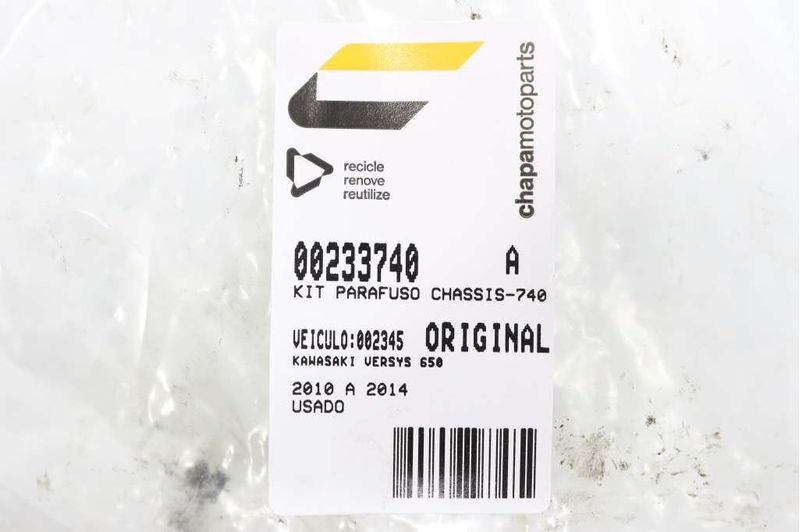 chapamotoparts
recicle
renove
reutilize
00233740 A
KIT PARAFUSO CHASSIS-740
VEICULO:002345 ORIGINAL
KAWASAKI VERSYS 650
2010 A 2014
USADO